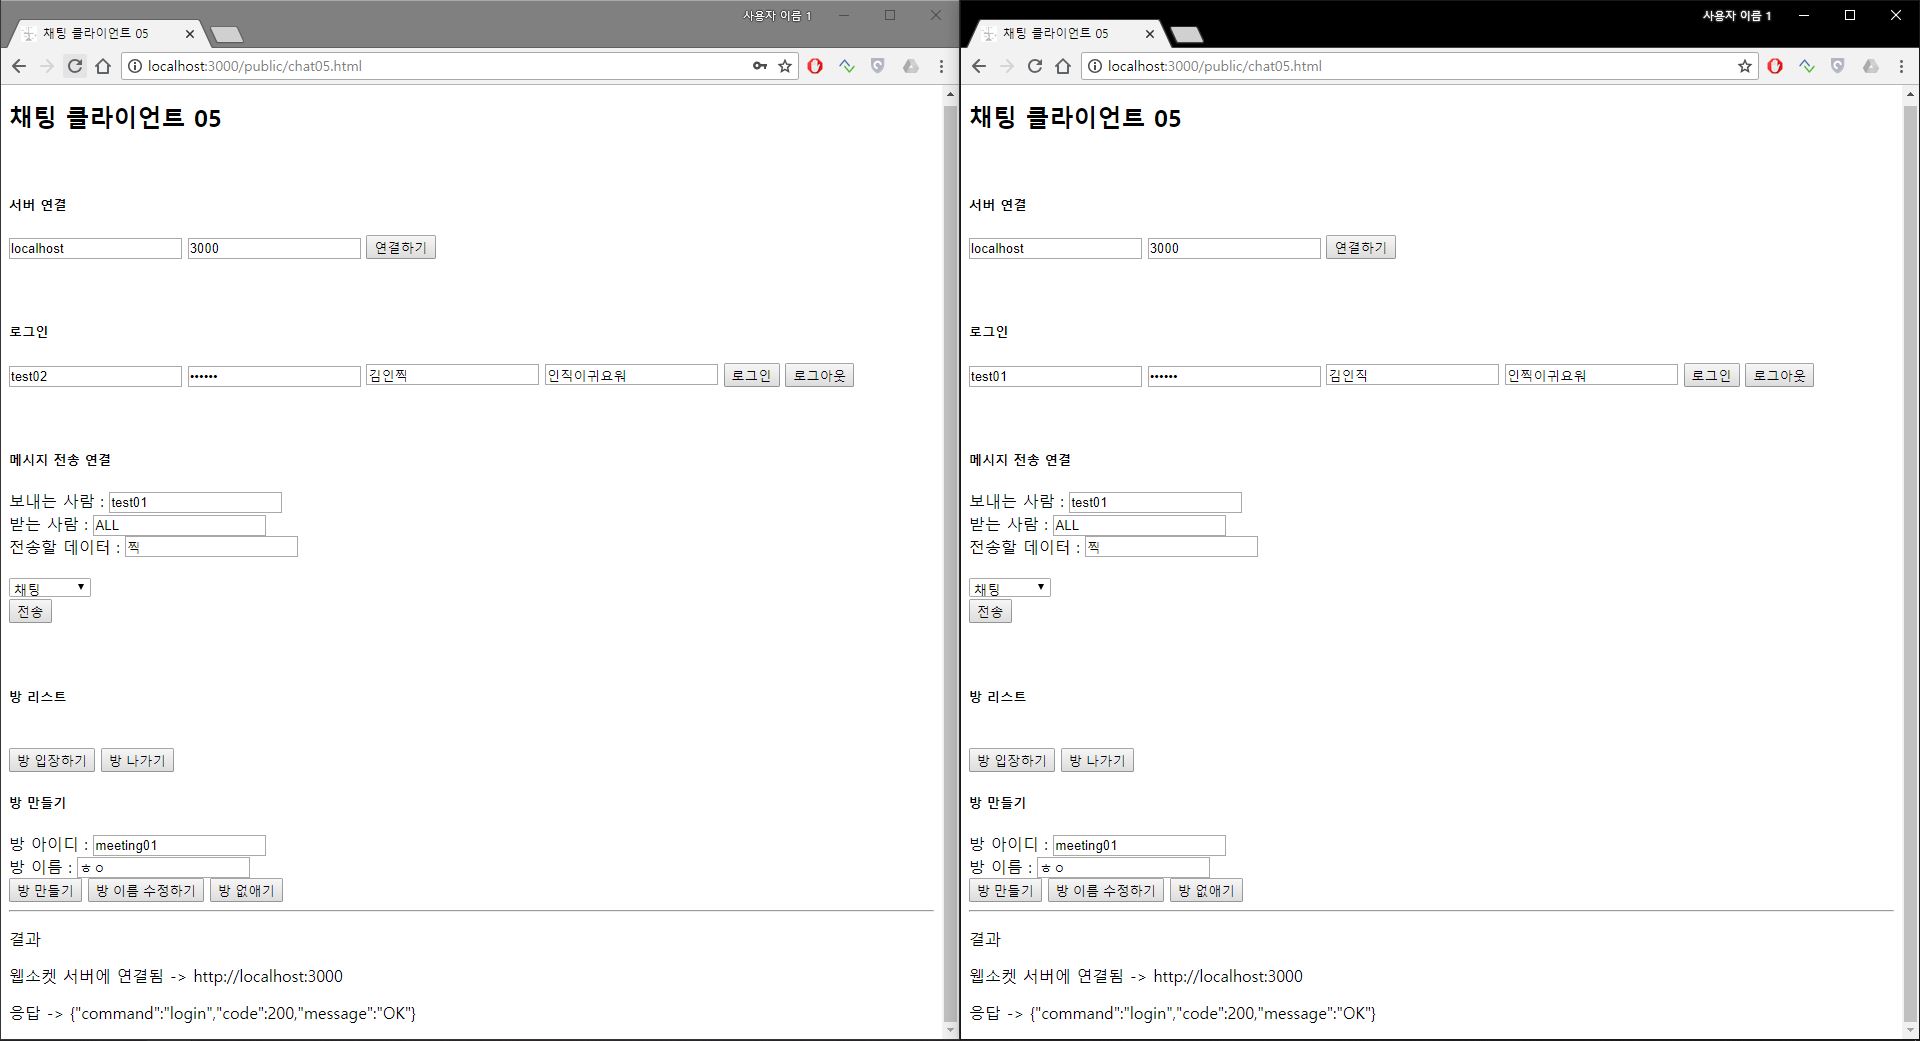 사용자 이름 1
채팅 클라이언트 05
localhost:3000/public/chat05.html
채팅 클라이언트 05
서버 연결
localhost 3000 연결하기
로그인
test02 •••••• 김인찍 인직이귀요워 로그인 로그아웃
메시지 전송 연결
보내는 사람 : test01
받는 사람 : ALL
전송할 데이터 : 찍
채팅
전송
방 리스트
방 입장하기 방 나가기
방 만들기
방 아이디 : meeting01
방 이름 : ㅎㅇ
방 만들기 방 이름 수정하기 방 없애기
결과
웹소켓 서버에 연결됨 -> http://localhost:3000
응답 -> {"command":"login","code":200,"message":"OK"}
사용자 이름 1
채팅 클라이언트 05
localhost:3000/public/chat05.html
채팅 클라이언트 05
서버 연결
localhost 3000 연결하기
로그인
test01 •••••• 김인직 인찍이귀요워 로그인 로그아웃
메시지 전송 연결
보내는 사람 : test01
받는 사람 : ALL
전송할 데이터 : 찍
채팅
전송
방 리스트
방 입장하기 방 나가기
방 만들기
방 아이디 : meeting01
방 이름 : ㅎㅇ
방 만들기 방 이름 수정하기 방 없애기
결과
웹소켓 서버에 연결됨 -> http://localhost:3000
응답 -> {"command":"login","code":200,"message":"OK"}